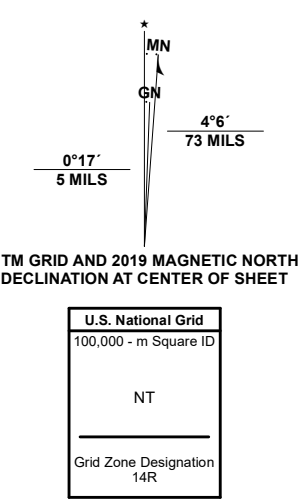 ★
MN
GN
4°6´
73 MILS
0°17´
5 MILS
TM GRID AND 2019 MAGNETIC NORTH
DECLINATION AT CENTER OF SHEET
U.S. National Grid
100,000 - m Square ID
NT
Grid Zone Designation
14R